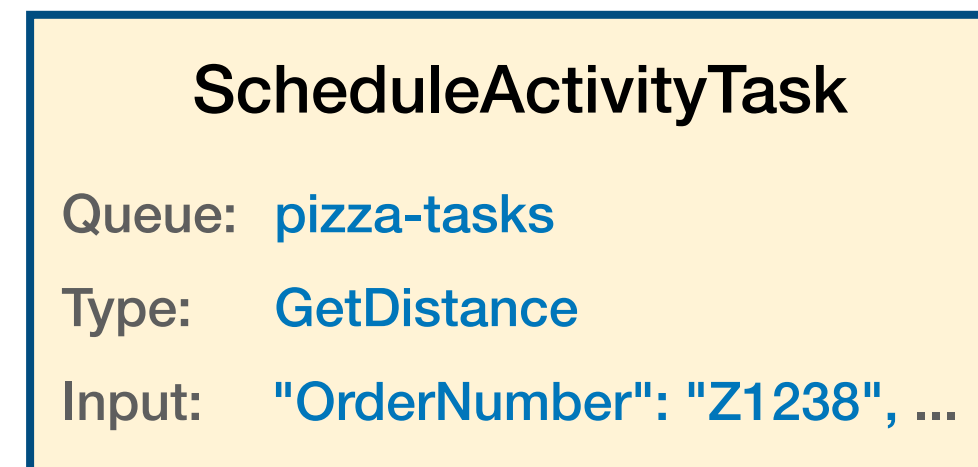 ScheduleActivityTask
Queue: pizza-tasks
Type: GetDistance
Input: "OrderNumber": "Z1238", ...